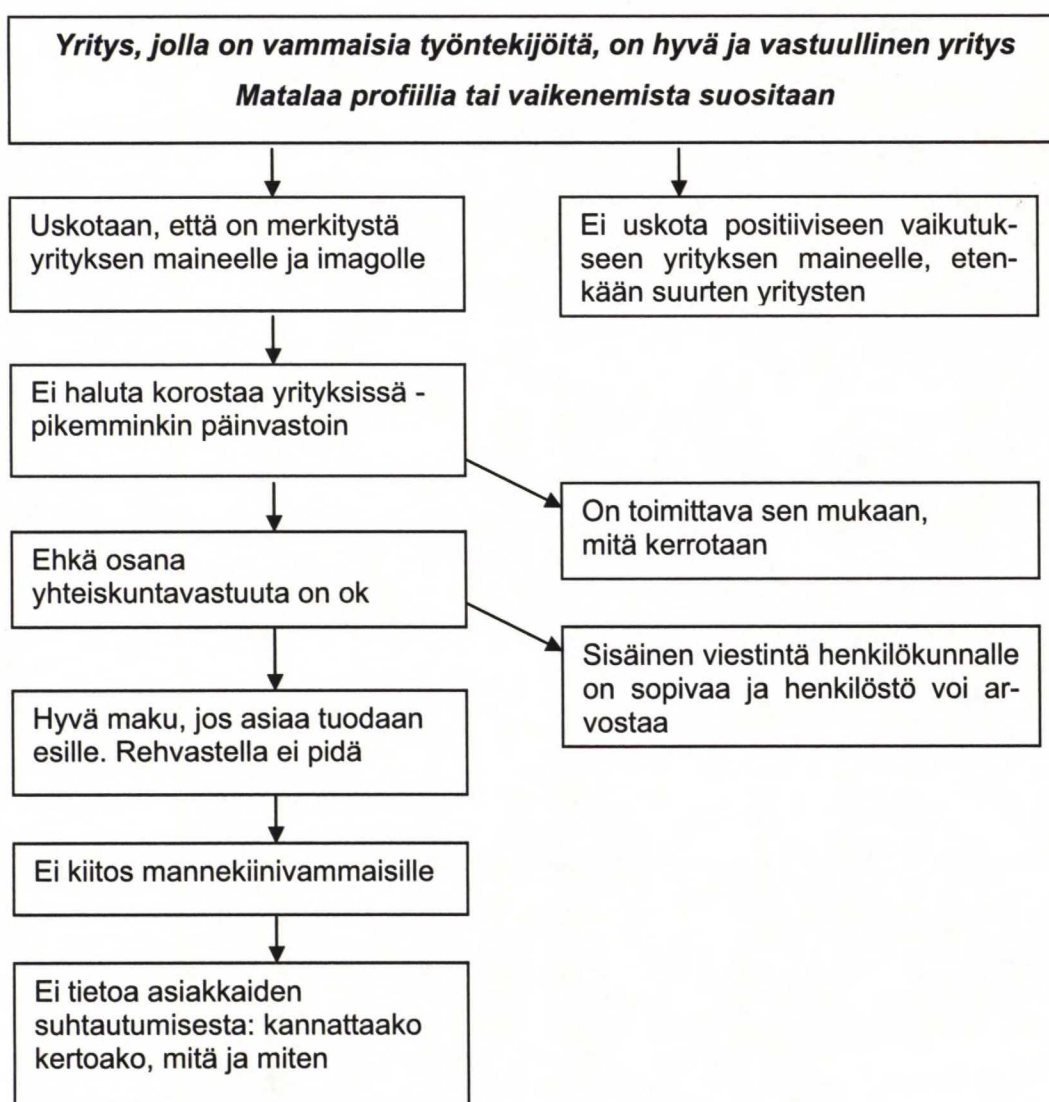 Yritys, jolla on vammaisia työntekijöitä, on hyvä ja vastuullinen yritys
Matalaa profiilia tai vaikenemista suositaan
Uskotaan, että on merkitystä
yrityksen maineelle ja imagolle
Ei uskota positiiviseen vaikutuk-
seen yrityksen maineelle, eten-
kään suurten yritysten
Ei haluta korostaa yrityksissä -
pikemminkin päinvastoin
On toimittava sen mukaan,
mitä kerrotaan
Ehkä osana
yhteiskuntavastuuta on ok
Sisäinen viestintä henkilökunnalle
on sopivaa ja henkilöstö voi ar-
vostaa
Hyvä maku, jos asiaa tuodaan
esille. Rehvastella ei pidä
Ei kiitos mannekiinivammaisille
Ei tietoa asiakkaiden
suhtautumisesta: kannattaako
kertoako, mitä ja miten